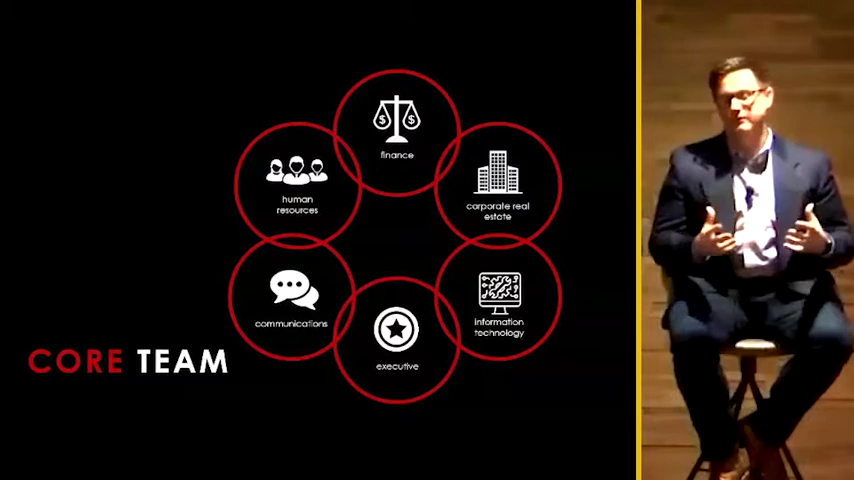 finance
human
resources
corporate real
estate
communications
information
technology
executive
CORE TEAM